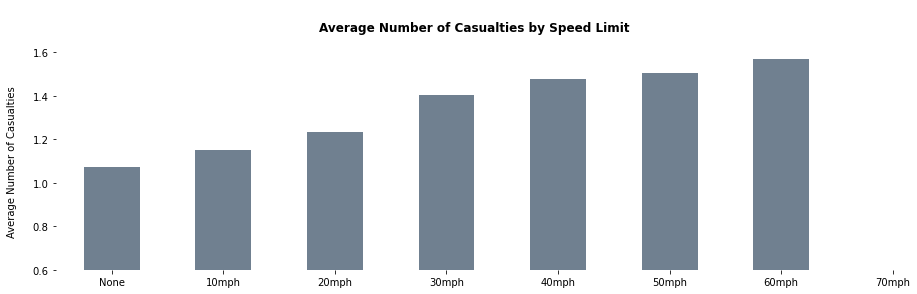 Average Number of Casualties by Speed Limit
1.6
1.4
1.2
1.0
0.8
0.6
Average Number of Casualties
None 10mph 20mph 30mph 40mph 50mph 60mph 70mph